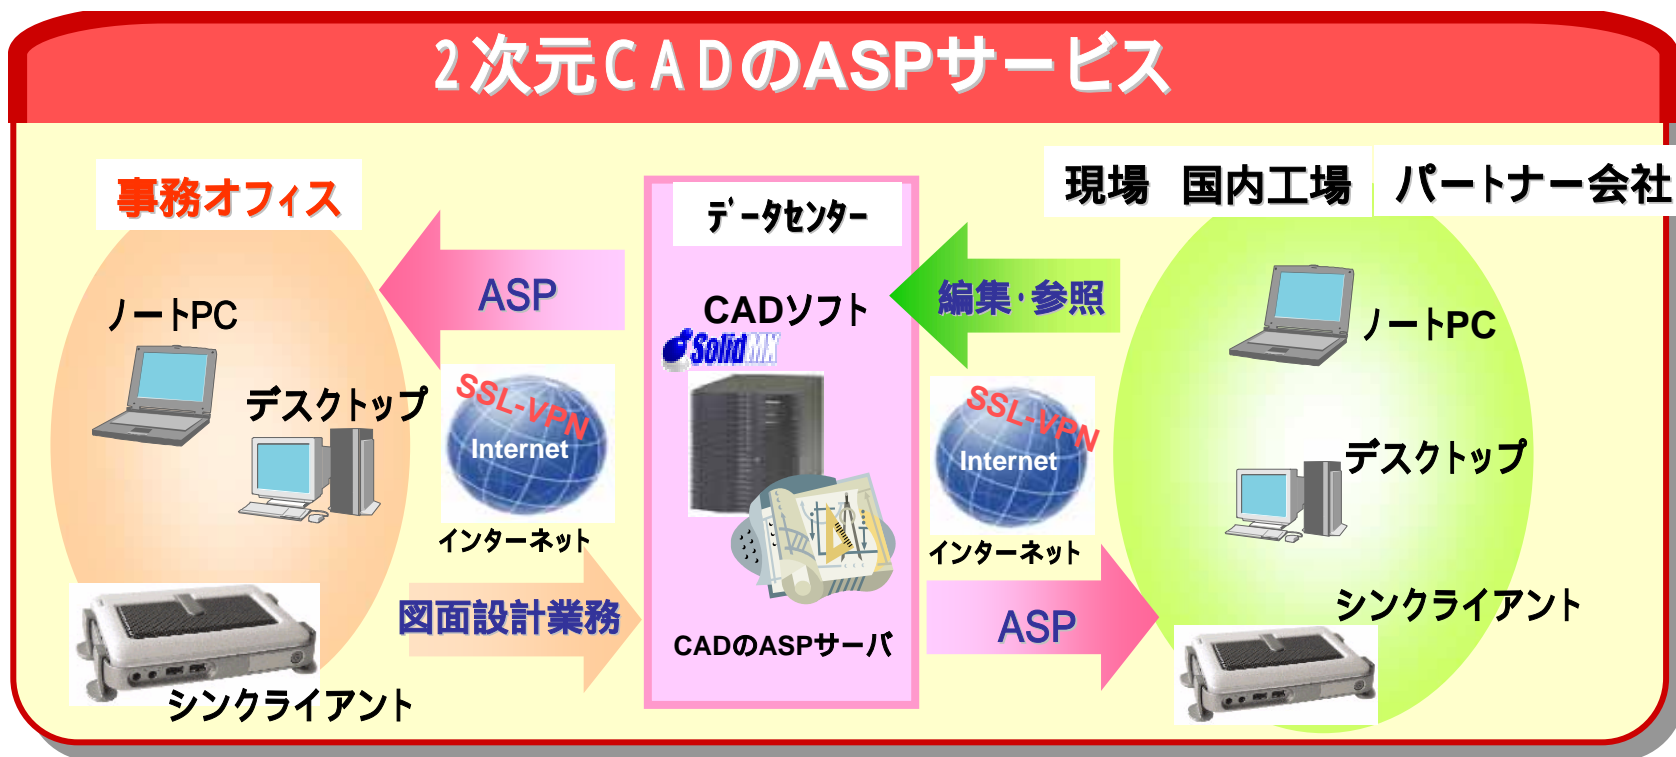 2次元CADのASPサービス
事務オフィス
ノートPC
デスクトップ
シンクライアント
ASP
SSL-VPN
Internet
インターネット
図面設計業務
データセンター
CADソフト
SolidMX
CADのASPサーバ
編集・参照
SSL-VPN
Internet
インターネット
ASP
現場 国内工場 パートナー会社
ノートPC
デスクトップ
シンクライアント